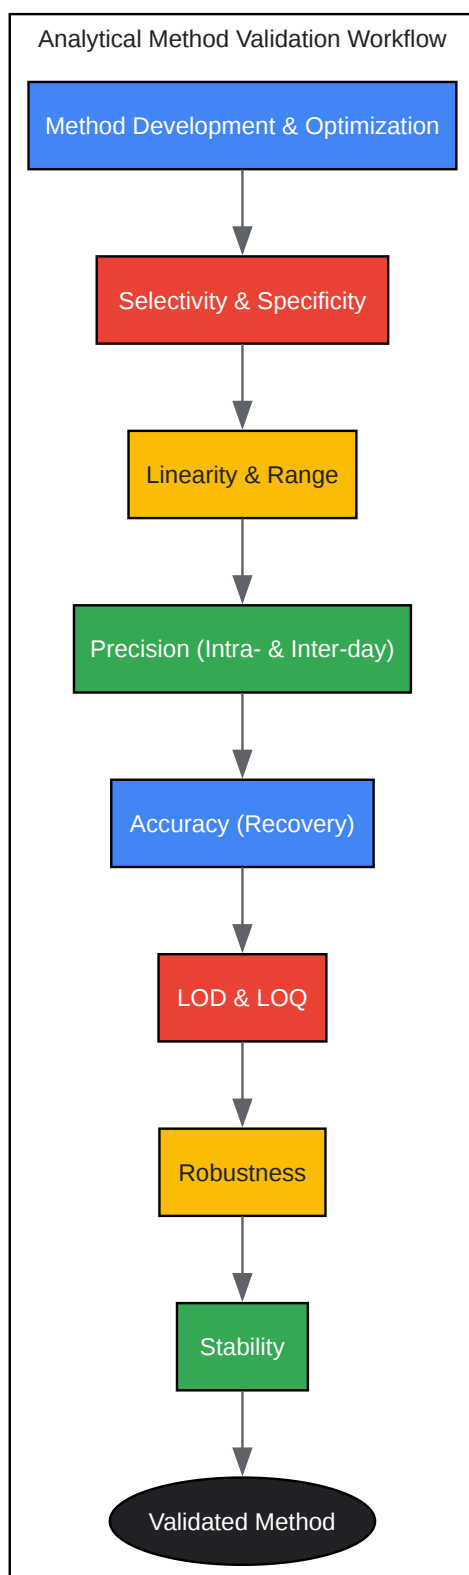 Analytical Method Validation Workflow
Method Development & Optimization
Selectivity & Specificity
Linearity & Range
Precision (Intra- & Inter-day)
Accuracy (Recovery)
LOD & LOQ
Robustness
Stability
Validated Method